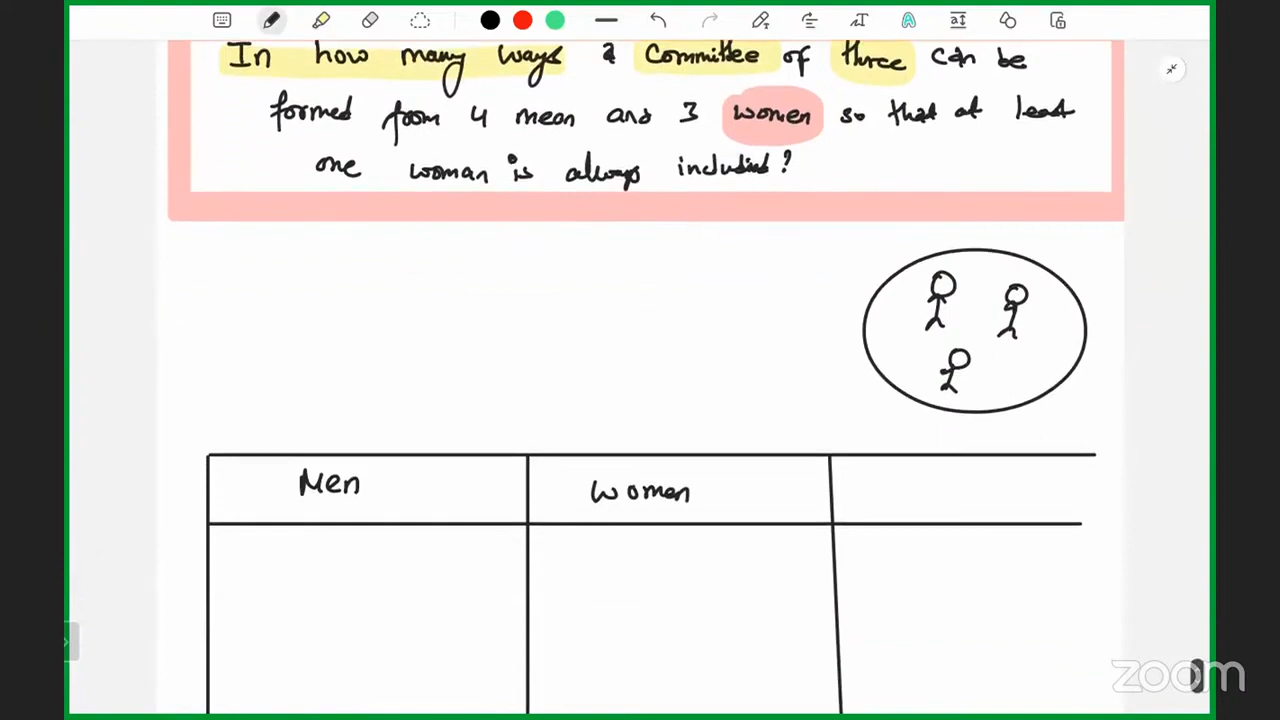 In how many ways a Committee of three can be
formed from 4 mean and 3 women so that at least
one woman is always included?
Men Women
zoom